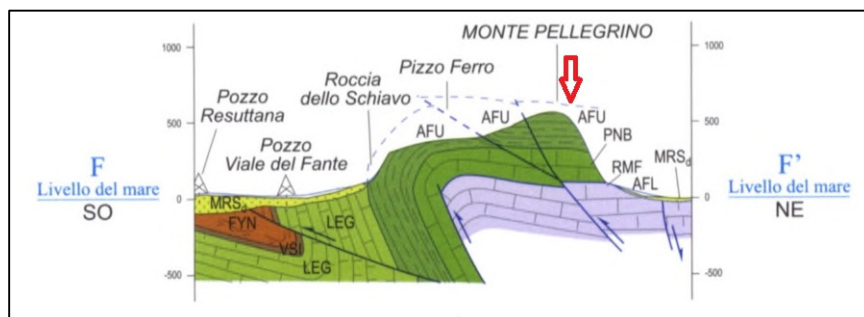 MONTE PELLEGRINO
1000
1000
Pizzo Ferro
Roccia
dello Schiavo
Pozzo
Resuttana
500
AFU
AFU
AFU
500
PNB
Pozzo
Viale del Fante
F
Livello del mare
SO
RMF
MRSd
AFL
F'
Livello del mare
NE
0
0
MRSd
FYN
LEG
VSI
LEG
-500
-500